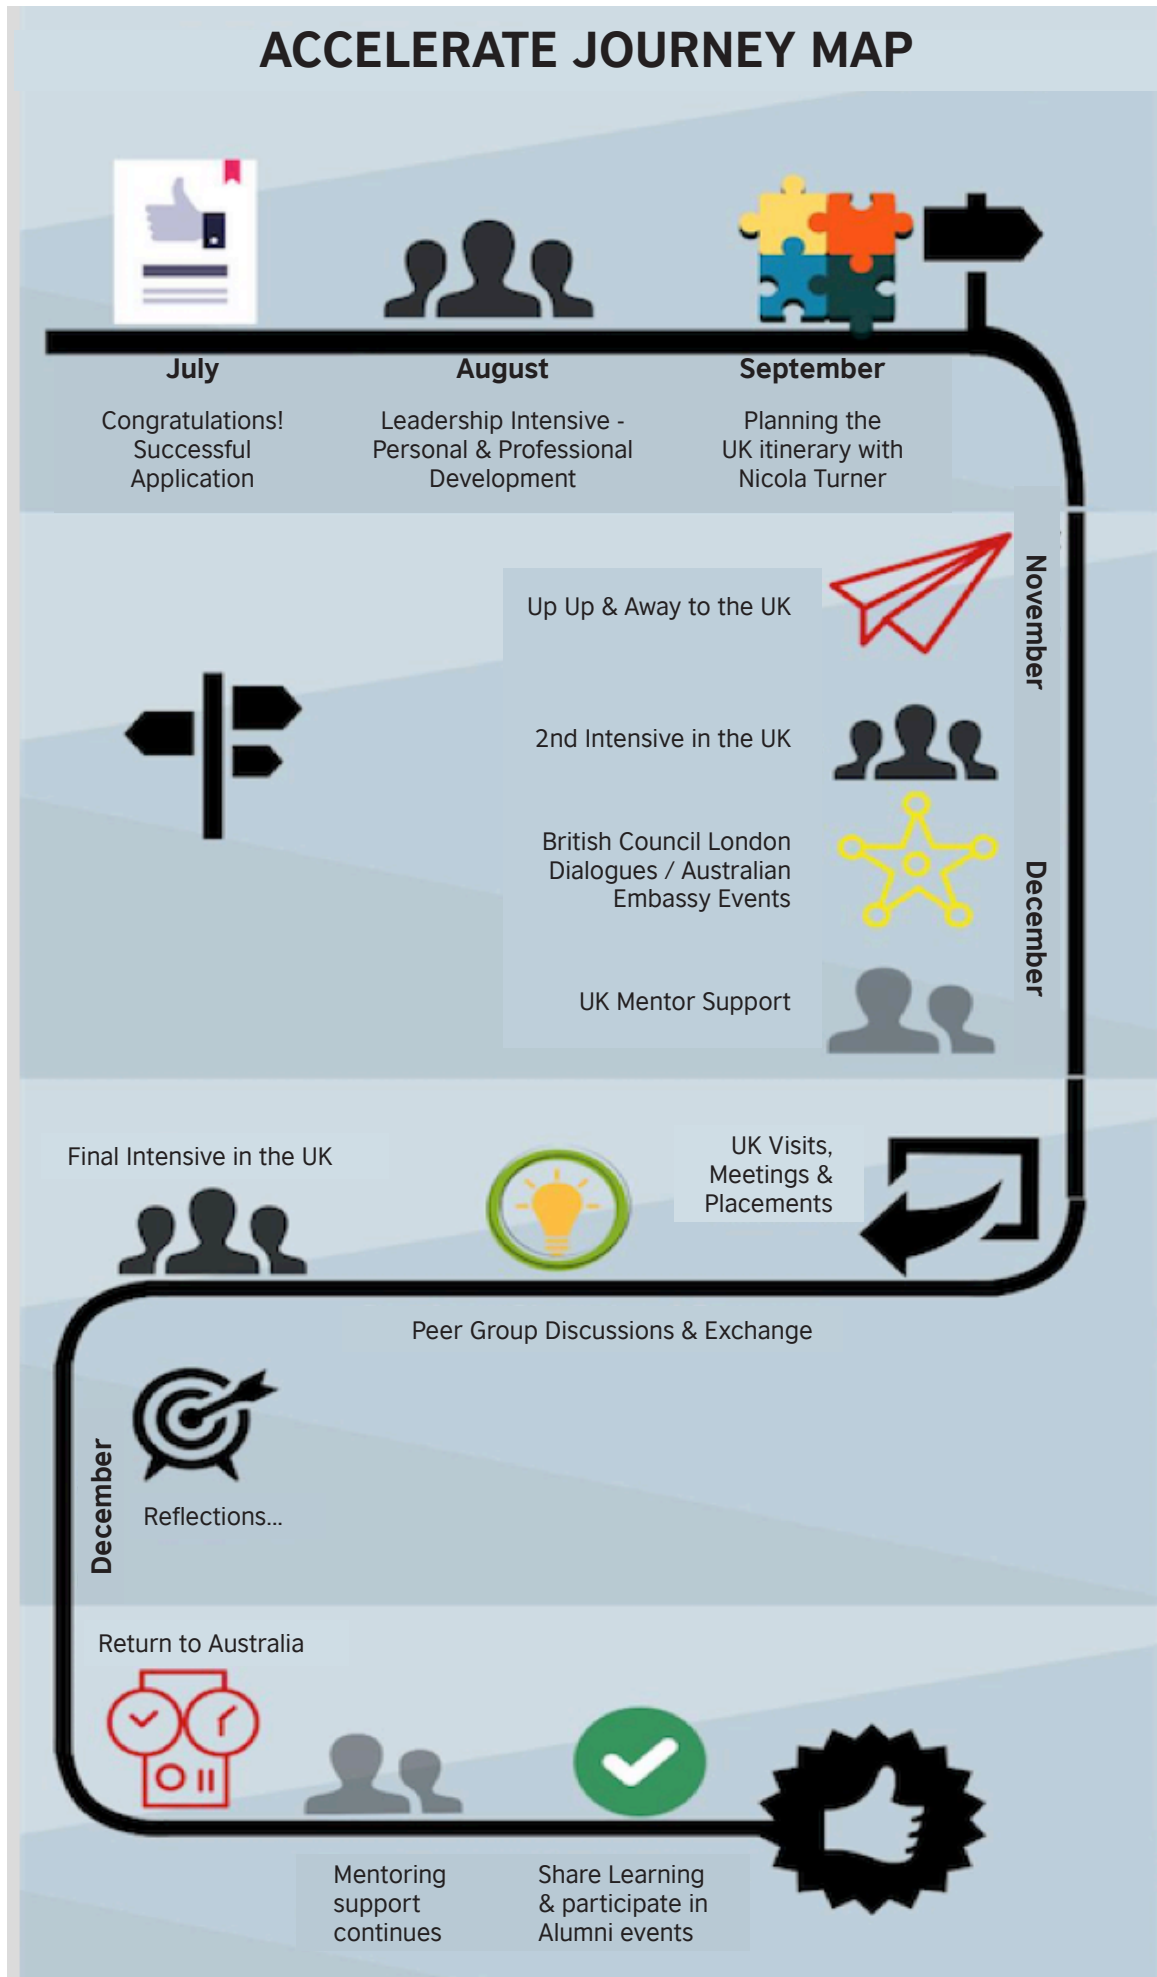 ACCELERATE JOURNEY MAP
July
Congratulations!
Successful
Application
August
Leadership Intensive -
Personal & Professional
Development
September
Planning the
UK itinerary with
Nicola Turner
November
Up Up & Away to the UK
2nd Intensive in the UK
December
British Council London
Dialogues / Australian
Embassy Events
UK Mentor Support
UK Visits,
Meetings &
Placements
Peer Group Discussions & Exchange
Final Intensive in the UK
December
Reflections...
Return to Australia
Mentoring
support
continues
Share Learning
& participate in
Alumni events